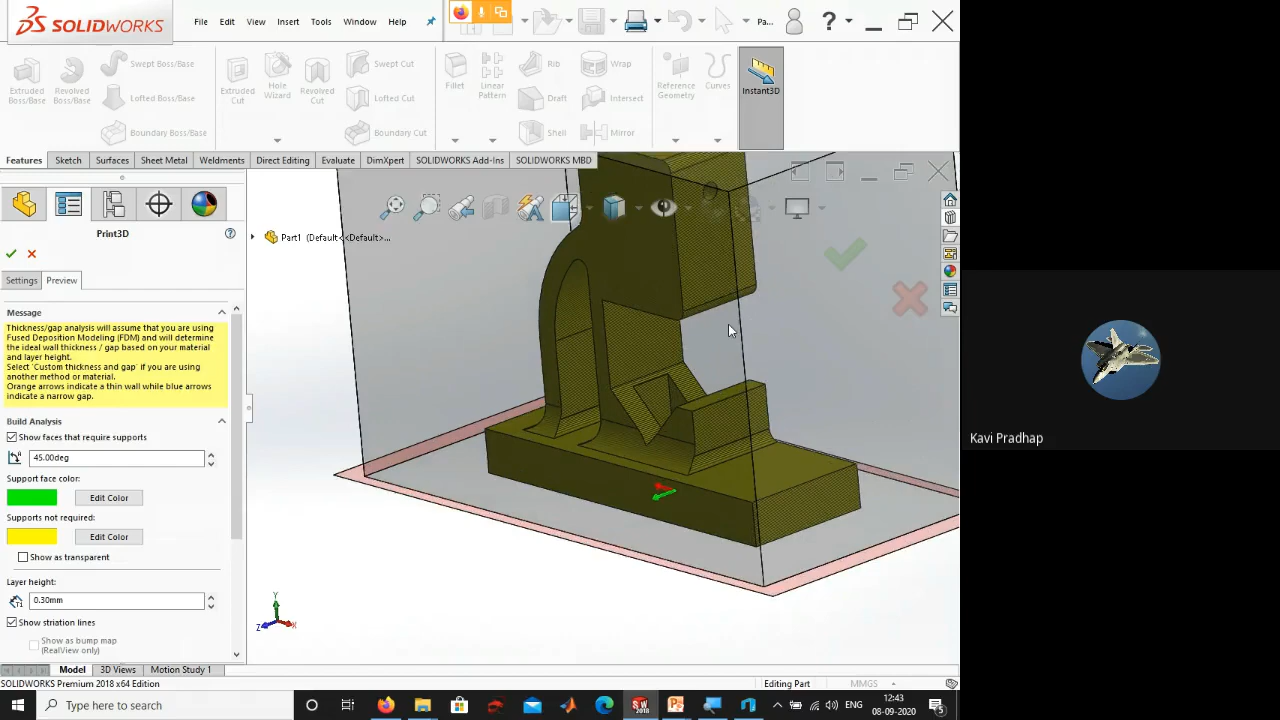 SOLIDWORKS
File Edit View Insert Tools Window Help
Pa...
?
Extruded Boss/Base
Revolved Boss/Base
Swept Boss/Base
Lofted Boss/Base
Boundary Boss/Base
Extruded Cut
Hole Wizard
Revolved Cut
Swept Cut
Lofted Cut
Boundary Cut
Fillet
Linear Pattern
Rib
Draft
Shell
Wrap
Intersect
Mirror
Reference Geometry
Curves
Instant3D
Features Sketch Surfaces Sheet Metal Weldments Direct Editing Evaluate DimXpert SOLIDWORKS Add-Ins SOLIDWORKS MBD
Print3D
Part1 (Default<<Default>...
Settings Preview
Message
Thickness/gap analysis will assume that you are using
Fused Deposition Modeling (FDM) and will determine
the ideal wall thickness / gap based on your material
and layer height.
Select 'Custom thickness and gap' if you are using
another method or material.
Orange arrows indicate a thin wall while blue arrows
indicate a narrow gap.
Build Analysis
Show faces that require supports
45.00deg
Support face color:
Edit Color
Supports not required:
Edit Color
Show as transparent
Layer height:
0.30mm
Show striation lines
Show as bump map
(RealView only)
Y
Z
X
Kavi Pradhap
Model 3D Views Motion Study 1
SOLIDWORKS Premium 2018 x64 Edition
Editing Part
MMGS
Type here to search
ENG
12:43
08-09-2020
5